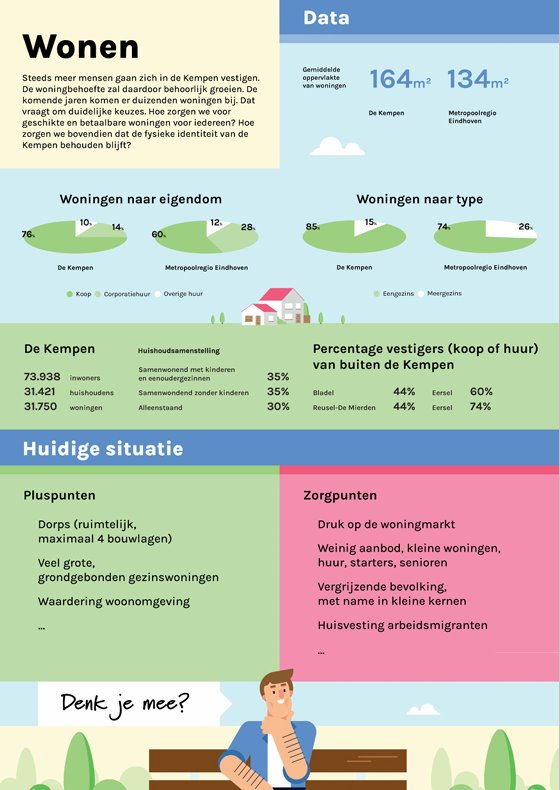 Wonen
Steeds meer mensen gaan zich in de Kempen vestigen.
De woningbehoefte zal daardoor behoorlijk groeien. De
komende jaren komen er duizenden woningen bij. Dat
vraagt om duidelijke keuzes. Hoe zorgen we voor
geschikte en betaalbare woningen voor iedereen? Hoe
zorgen we bovendien dat de fysieke identiteit van de
Kempen behouden blijft?
Data
Gemiddelde
oppervlakte
van woningen
164m²
134m²
De Kempen
Metropoolregio
Eindhoven
Woningen naar eigendom
76%
10%
14%
60%
12%
28%
De Kempen
Metropoolregio Eindhoven
Koop
Corporatiehuur
Overige huur
Woningen naar type
85%
15%
74%
26%
De Kempen
Metropoolregio Eindhoven
Eengezins
Meergezins
De Kempen
73.938 inwoners
31.421 huishoudens
31.750 woningen
Huishoudsamenstelling
Samenwonend met kinderen
en eenoudergezinnen 35%
Samenwondend zonder kinderen 35%
Alleenstaand 30%
Percentage vestigers (koop of huur)
van buiten de Kempen
Bladel 44% Eersel 60%
Reusel-De Mierden 44% Eersel 74%
Huidige situatie
Pluspunten
Dorps (ruimtelijk,
maximaal 4 bouwlagen)
Veel grote,
grondgebonden gezinswoningen
Waardering woonomgeving
...
Zorgpunten
Druk op de woningmarkt
Weinig aanbod, kleine woningen,
huur, starters, senioren
Vergrijzende bevolking,
met name in kleine kernen
Huisvesting arbeidsmigranten
...
Denk je mee?